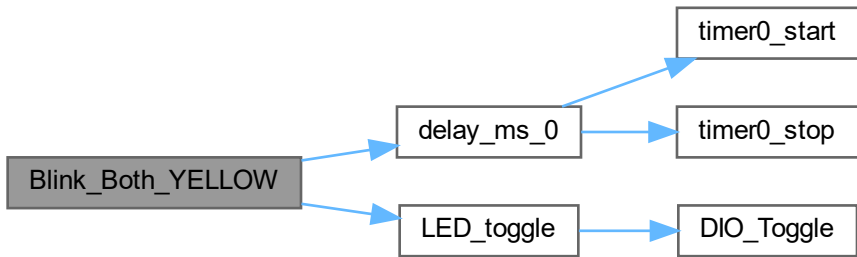 Blink_Both_YELLOW
delay_ms_0
timer0_start
timer0_stop
LED_toggle
DIO_Toggle